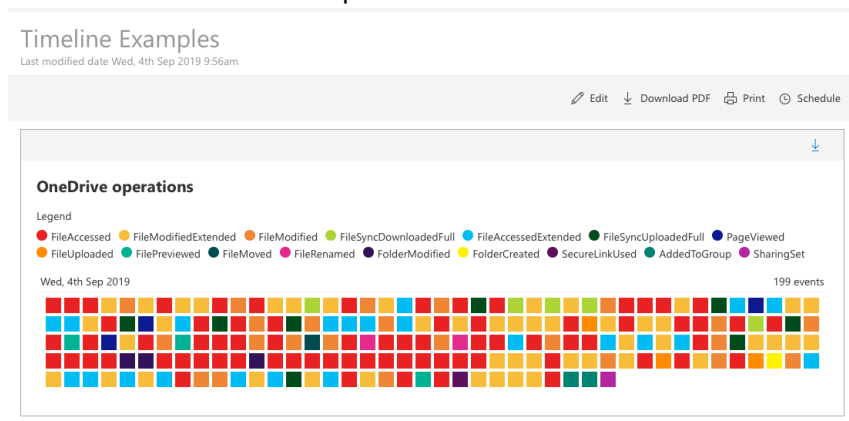 Timeline Examples
Last modified date Wed, 4th Sep 2019 9:56am
Edit Download PDF Print Schedule
OneDrive operations
Legend
FileAccessed FileModifiedExtended FileModified FileSyncDownloadedFull FileAccessedExtended FileSyncUploadedFull PageViewed
FileUploaded FilePreviewed FileMoved FileRenamed FolderModified FolderCreated SecureLinkUsed AddedToGroup SharingSet
Wed, 4th Sep 2019 199 events